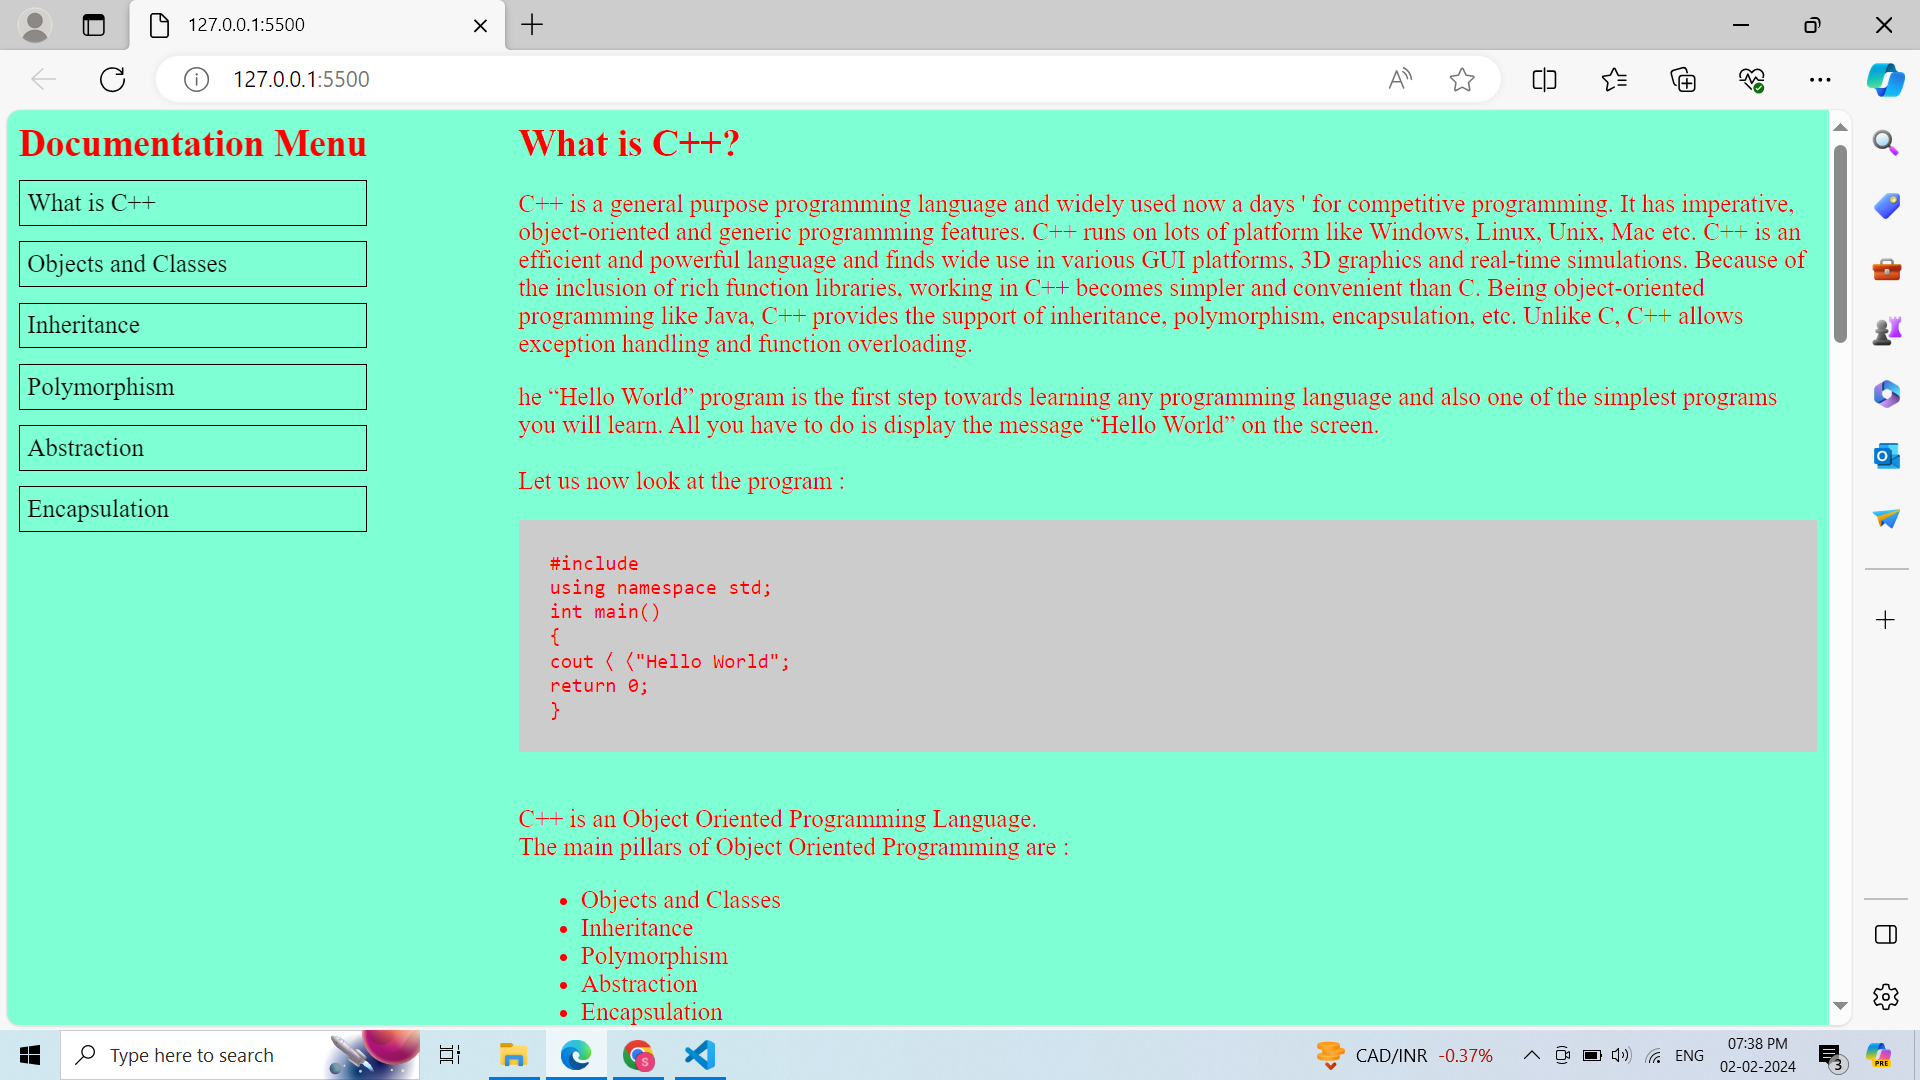 127.0.0.1:5500
127.0.0.1:5500
Documentation Menu
What is C++
Objects and Classes
Inheritance
Polymorphism
Abstraction
Encapsulation
What is C++?
C++ is a general purpose programming language and widely used now a days ' for competitive programming. It has imperative,
object-oriented and generic programming features. C++ runs on lots of platform like Windows, Linux, Unix, Mac etc. C++ is an
efficient and powerful language and finds wide use in various GUI platforms, 3D graphics and real-time simulations. Because of
the inclusion of rich function libraries, working in C++ becomes simpler and convenient than C. Being object-oriented
programming like Java, C++ provides the support of inheritance, polymorphism, encapsulation, etc. Unlike C, C++ allows
exception handling and function overloading.
he “Hello World” program is the first step towards learning any programming language and also one of the simplest programs
you will learn. All you have to do is display the message “Hello World” on the screen.
Let us now look at the program :
#include
using namespace std;
int main()
{
cout〈〈"Hello World";
return 0;
}
C++ is an Object Oriented Programming Language.
The main pillars of Object Oriented Programming are :
• Objects and Classes
• Inheritance
• Polymorphism
• Abstraction
• Encapsulation
Type here to search
CAD/INR -0.37%
ENG
07:38 PM
02-02-2024
3
PRE